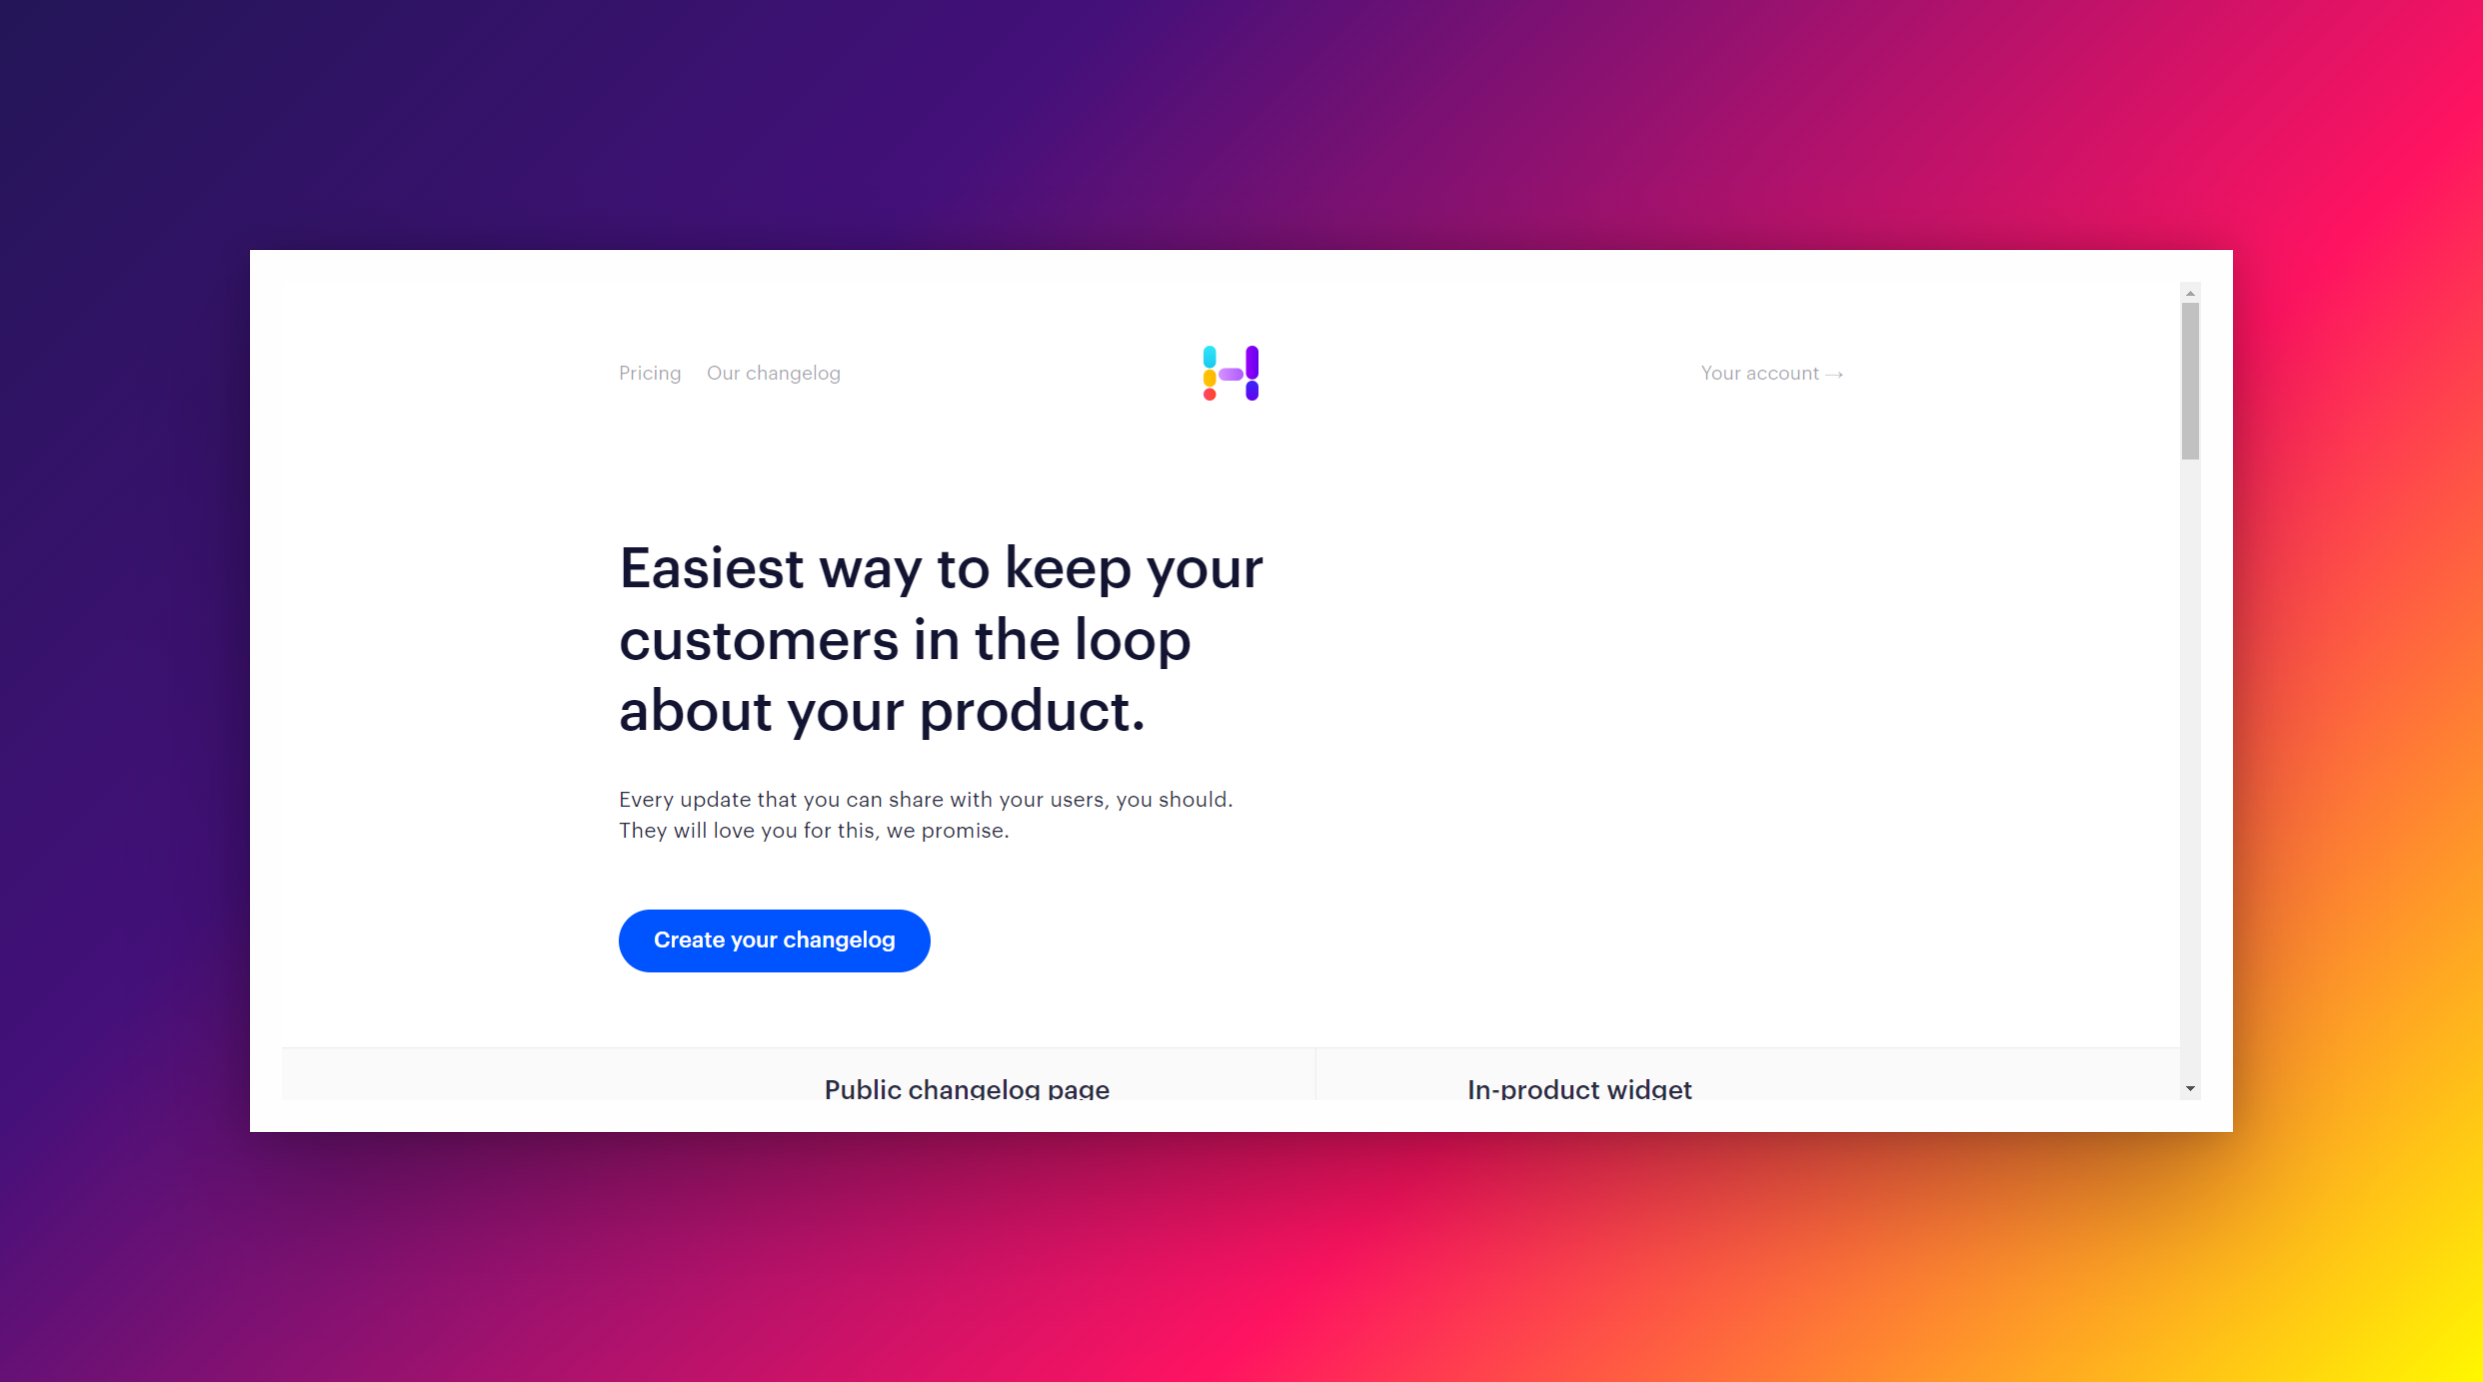 Pricing Our changelog Your account →
Easiest way to keep your
customers in the loop
about your product.
Every update that you can share with your users, you should.
They will love you for this, we promise.
Create your changelog
Public changelog page In-product widget